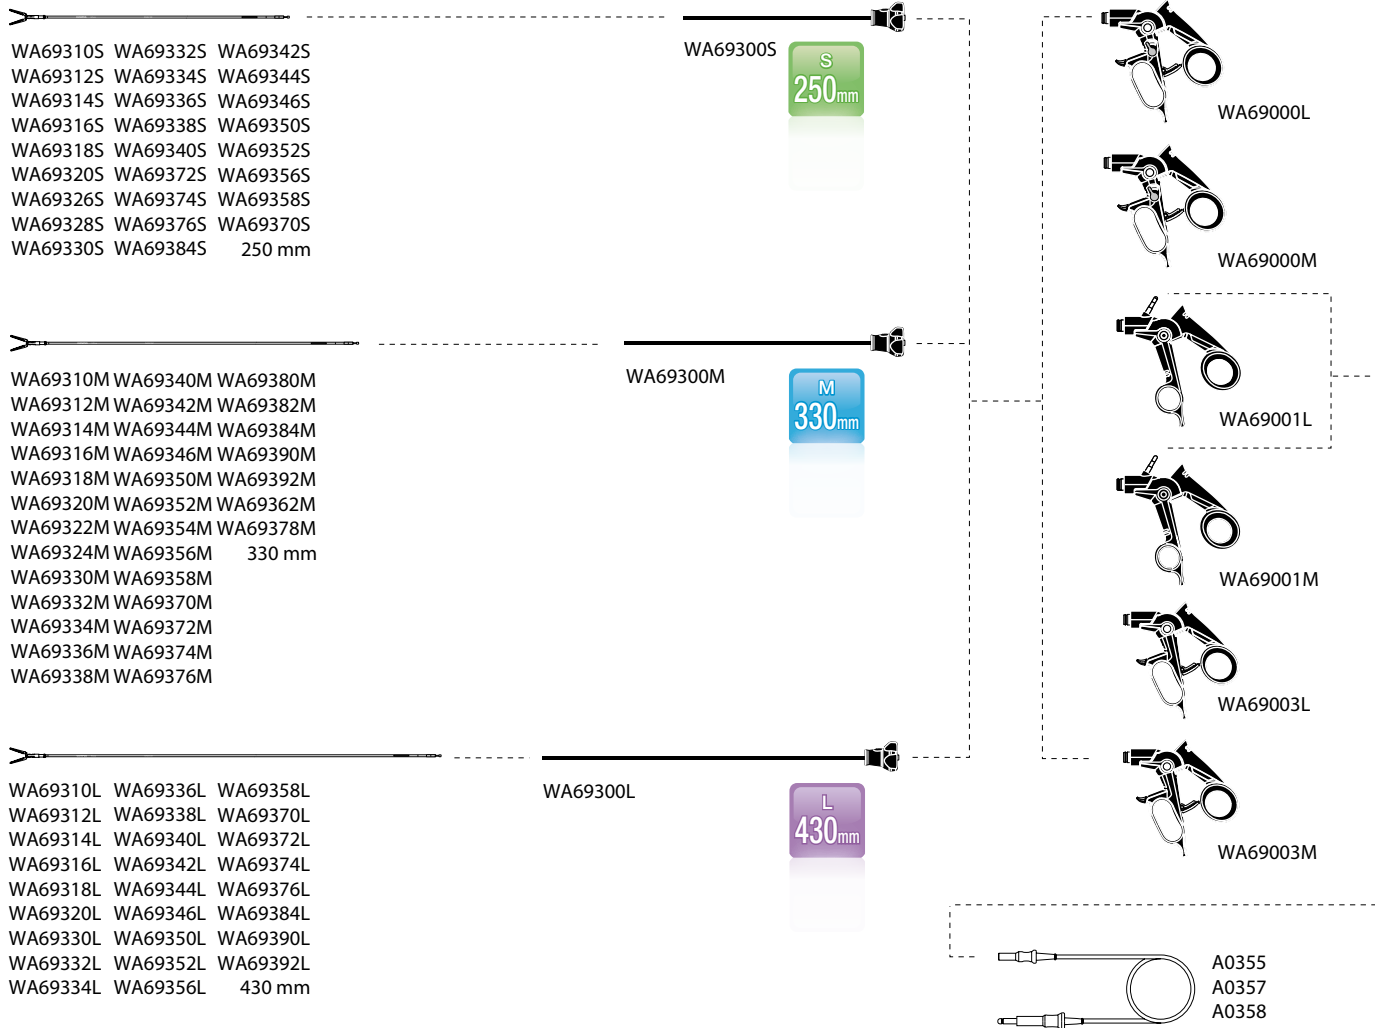 WA69310S WA69332S WA69342S
WA69312S WA69334S WA69344S
WA69314S WA69336S WA69346S
WA69316S WA69338S WA69350S
WA69318S WA69340S WA69352S
WA69320S WA69372S WA69356S
WA69326S WA69374S WA69358S
WA69328S WA69376S WA69370S
WA69330S WA69384S 250 mm
WA69300S
S
250mm
WA69310M WA69340M WA69380M
WA69312M WA69342M WA69382M
WA69314M WA69344M WA69384M
WA69316M WA69346M WA69390M
WA69318M WA69350M WA69392M
WA69320M WA69352M WA69362M
WA69322M WA69354M WA69378M
WA69324M WA69356M 330 mm
WA69330M WA69358M
WA69332M WA69370M
WA69334M WA69372M
WA69336M WA69374M
WA69338M WA69376M
WA69300M
M
330mm
WA69310L WA69336L WA69358L
WA69312L WA69338L WA69370L
WA69314L WA69340L WA69372L
WA69316L WA69342L WA69374L
WA69318L WA69344L WA69376L
WA69320L WA69346L WA69384L
WA69330L WA69350L WA69390L
WA69332L WA69352L WA69392L
WA69334L WA69356L 430 mm
WA69300L
L
430mm
WA69000L
WA69000M
WA69001L
WA69001M
WA69003L
WA69003M
A0355
A0357
A0358